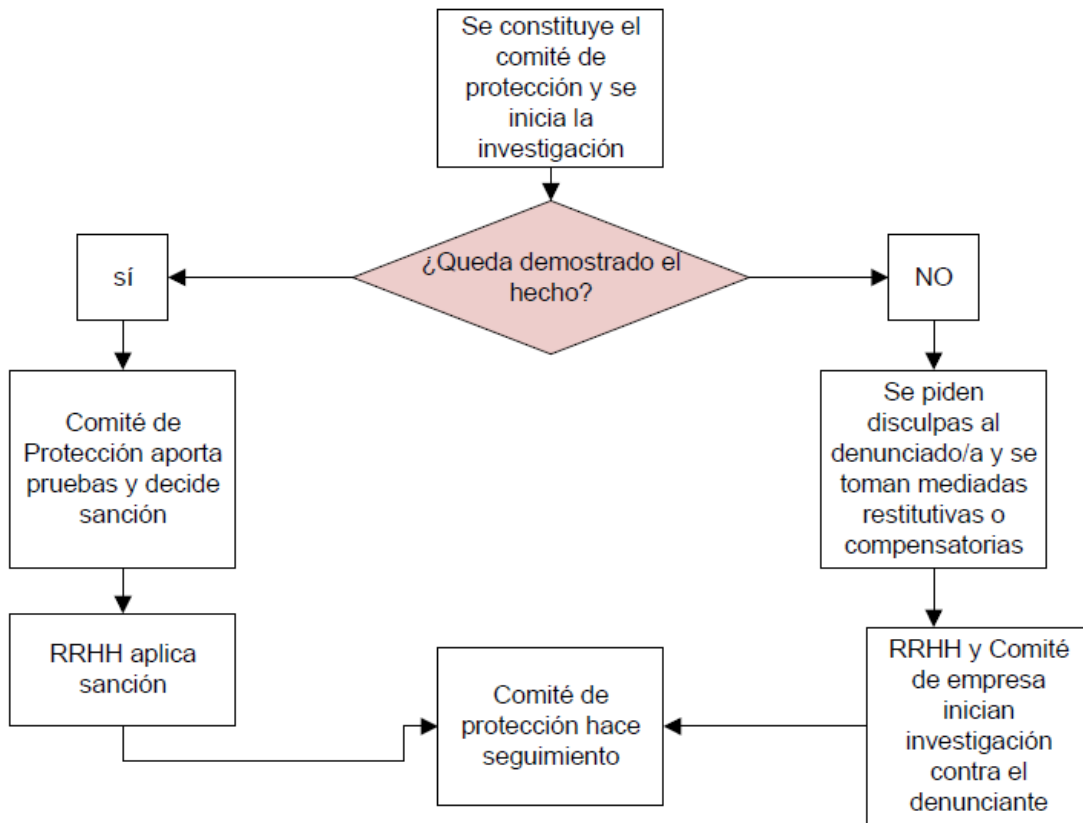 Se constituye el
comité de
protección y se
inicia la
investigación
¿Queda demostrado el
hecho?
sí
NO
Comité de
Protección aporta
pruebas y decide
sanción
Se piden
disculpas al
denunciado/a y se
toman mediadas
restitutivas o
compensatorias
RRHH aplica
sanción
Comité de
protección hace
seguimiento
RRHH y Comité
de empresa
inician
investigación
contra el
denunciante